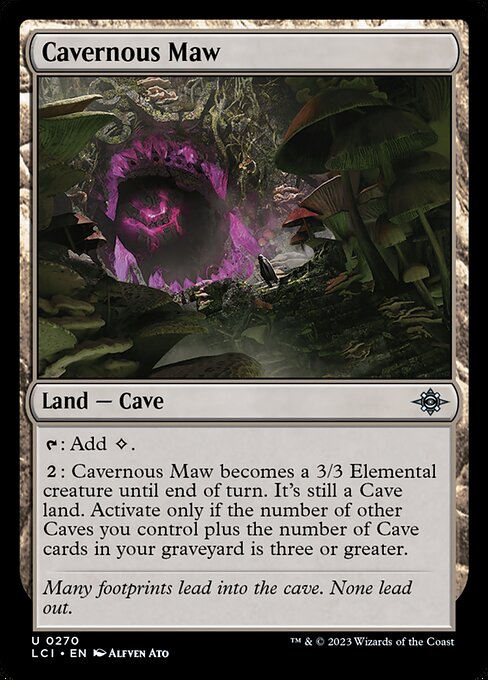 Cavernous Maw
Land — Cave
: Add .
2: Cavernous Maw becomes a 3/3 Elemental
creature until end of turn. It's still a Cave
land. Activate only if the number of other
Caves you control plus the number of Cave
cards in your graveyard is three or greater.
Many footprints lead into the cave. None lead
out.
U 0270
LCI • EN Alfven Ato
™ & © 2023 Wizards of the Coast